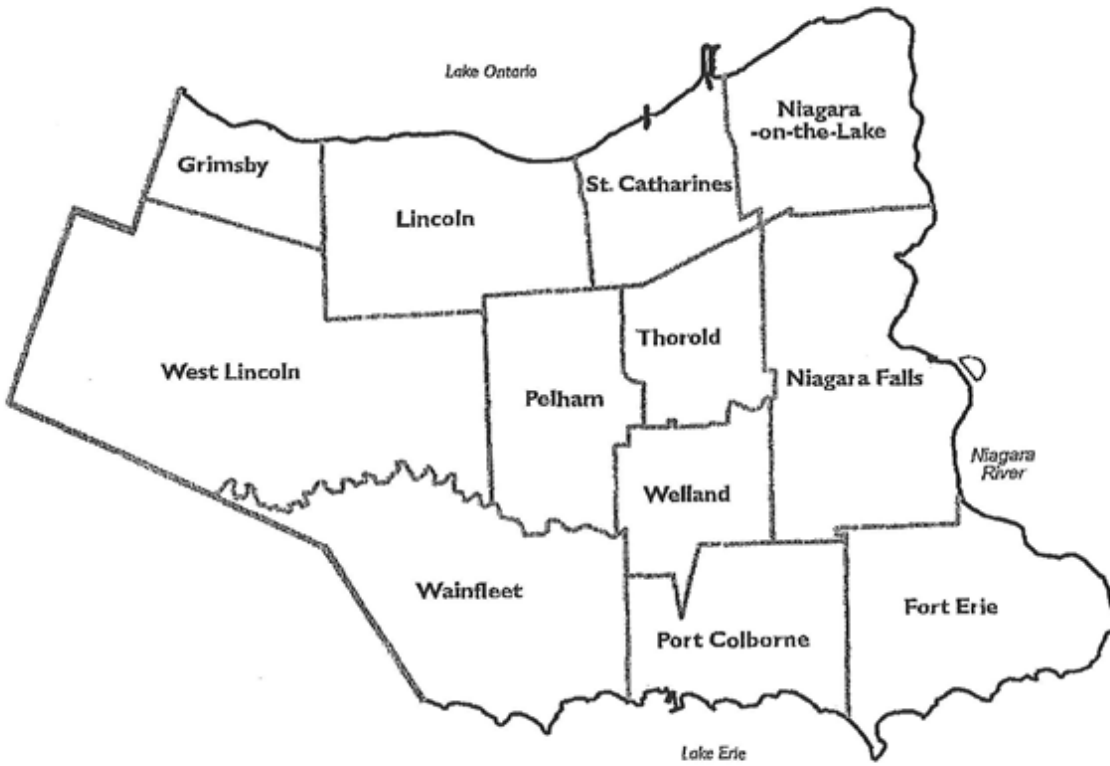 Lake Ontario
Niagara
-on-the-Lake
Grimsby
St. Catharines
Lincoln
Thorold
West Lincoln
Niagara Falls
Pelham
Niagara
River
Welland
Wainfleet
Fort Erie
Port Colborne
Lake Erie